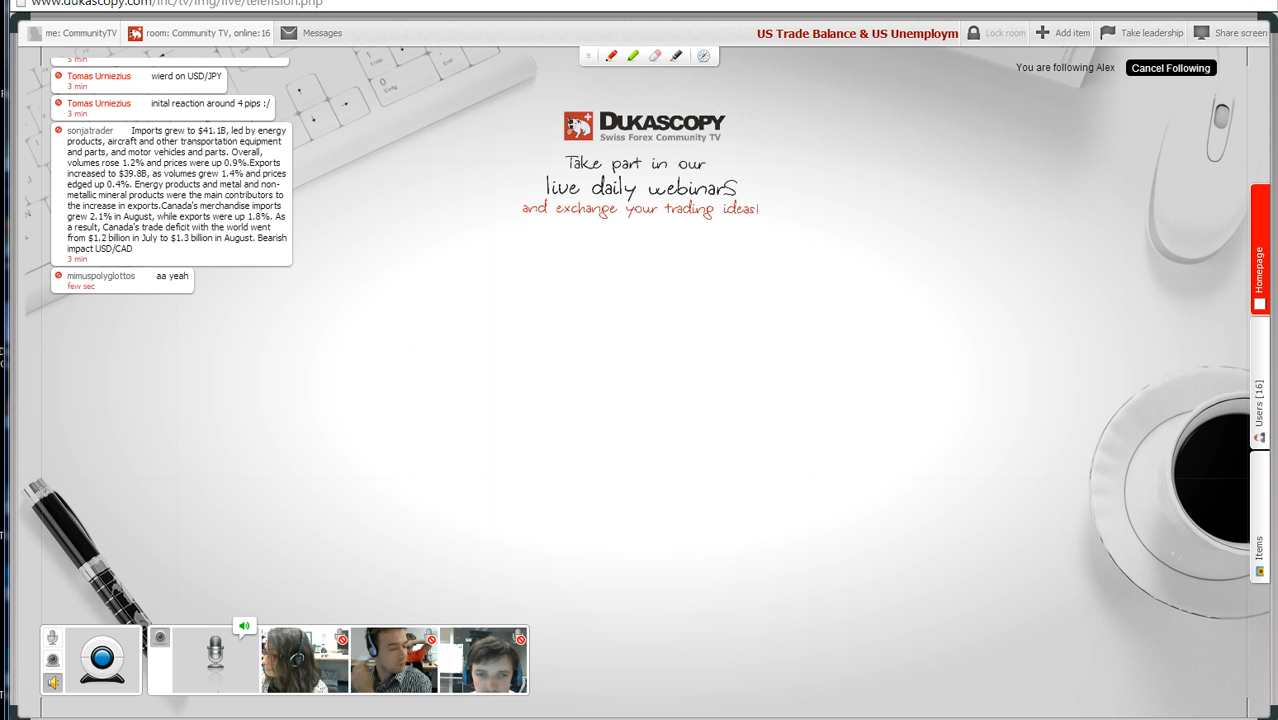 www.dukascopy.com/inc/tv/img/live/television.php
me: CommunityTV
room: Community TV, online: 16
Messages
US Trade Balance & US Unemploym
Lock room
Add item
Take leadership
Share screen
You are following Alex
Cancel Following
5 min
Tomas Urniezius wierd on USD/JPY
3 min
Tomas Urniezius inital reaction around 4 pips :/
3 min
sonjatrader Imports grew to $41.1B, led by energy
products, aircraft and other transportation equipment
and parts, and motor vehicles and parts. Overall,
volumes rose 1.2% and prices were up 0.9%.Exports
increased to $39.8B, as volumes grew 1.4% and prices
edged up 0.4%. Energy products and metal and non-
metallic mineral products were the main contributors to
the increase in exports.Canada's merchandise imports
grew 2.1% in August, while exports were up 1.8%. As
a result, Canada's trade deficit with the world went
from $1.2 billion in July to $1.3 billion in August. Bearish
impact USD/CAD
3 min
mimuspolyglottos aa yeah
few sec
DUKASCOPY
Swiss Forex Community TV
Take part in our
live daily webinars
and exchange your trading ideas!
Homepage
Users [16]
Items